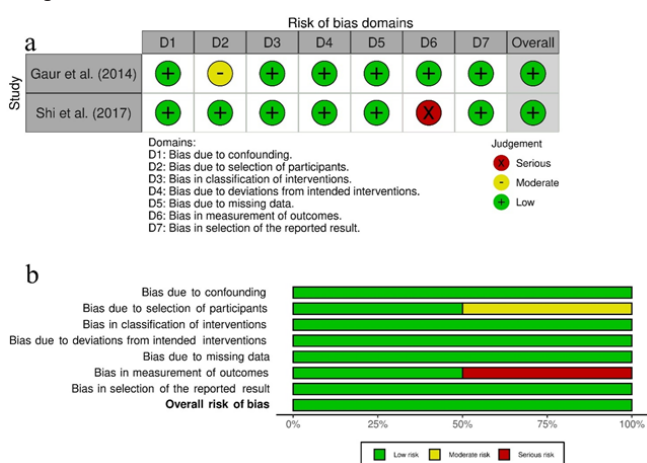 Risk of bias domains
a
D1 D2 D3 D4 D5 D6 D7 Overall
Study
Gaur et al. (2014) + - + + + + + +
Shi et al. (2017) + + + + + X + +
Domains:
D1: Bias due to confounding.
D2: Bias due to selection of participants.
D3: Bias in classification of interventions.
D4: Bias due to deviations from intended interventions.
D5: Bias due to missing data.
D6: Bias in measurement of outcomes.
D7: Bias in selection of the reported result.
Judgement
X Serious
- Moderate
+ Low
b
Bias due to confounding
Bias due to selection of participants
Bias in classification of interventions
Bias due to deviations from intended interventions
Bias due to missing data
Bias in measurement of outcomes
Bias in selection of the reported result
Overall risk of bias
0% 25% 50% 75% 100%
Low risk Moderate risk Serious risk